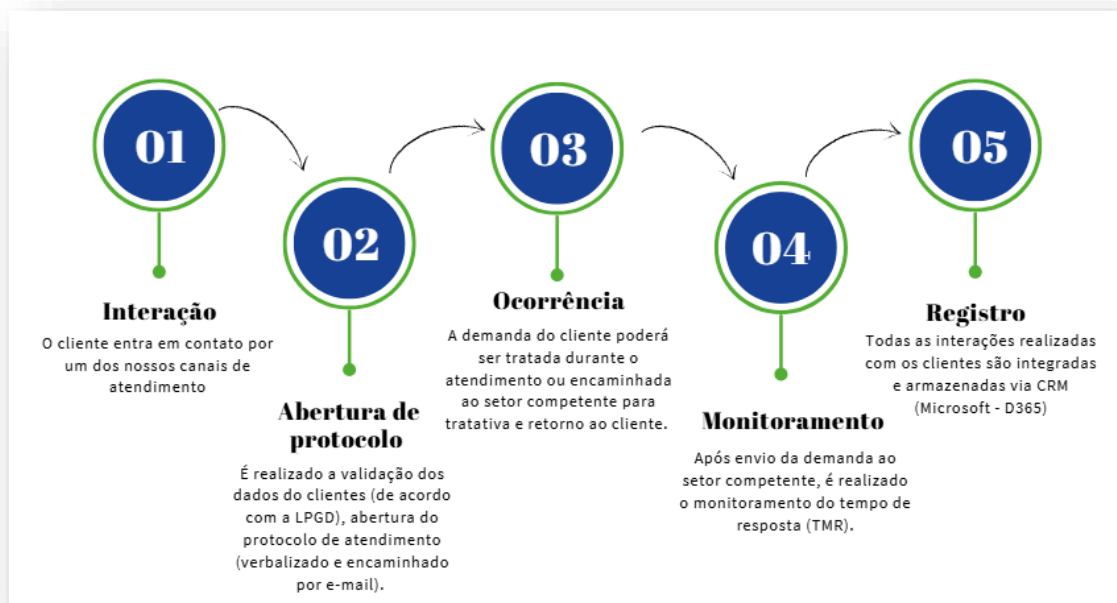 01
Interação
O cliente entra em contato por
um dos nossos canais de
atendimento
02
Abertura de
protocolo
É realizado a validação dos
dados do clientes (de acordo
com a LPGD), abertura do
protocolo de atendimento
(verbalizado e encaminhado
por e-mail).
03
Ocorrência
A demanda do cliente poderá
ser tratada durante o
atendimento ou encaminhada
ao setor competente para
tratativa e retorno ao cliente.
04
Monitoramento
Após envio da demanda ao
setor competente, é realizado
o monitoramento do tempo de
resposta (TMR).
05
Registro
Todas as interações realizadas
com os clientes são integradas
e armazenadas via CRM
(Microsoft - D365)